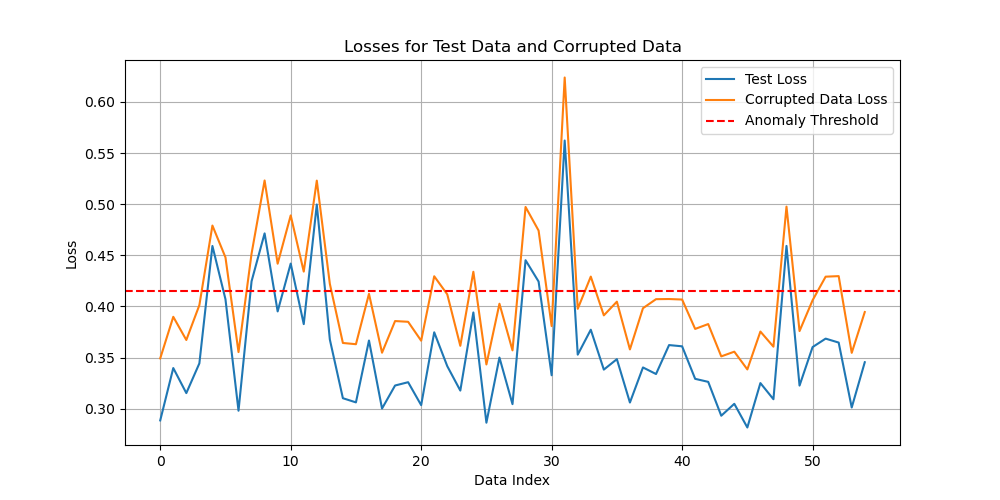 Losses for Test Data and Corrupted Data
Test Loss
Corrupted Data Loss
Anomaly Threshold
0.60
0.55
0.50
0.45
0.40
0.35
0.30
Loss
0 10 20 30 40 50
Data Index